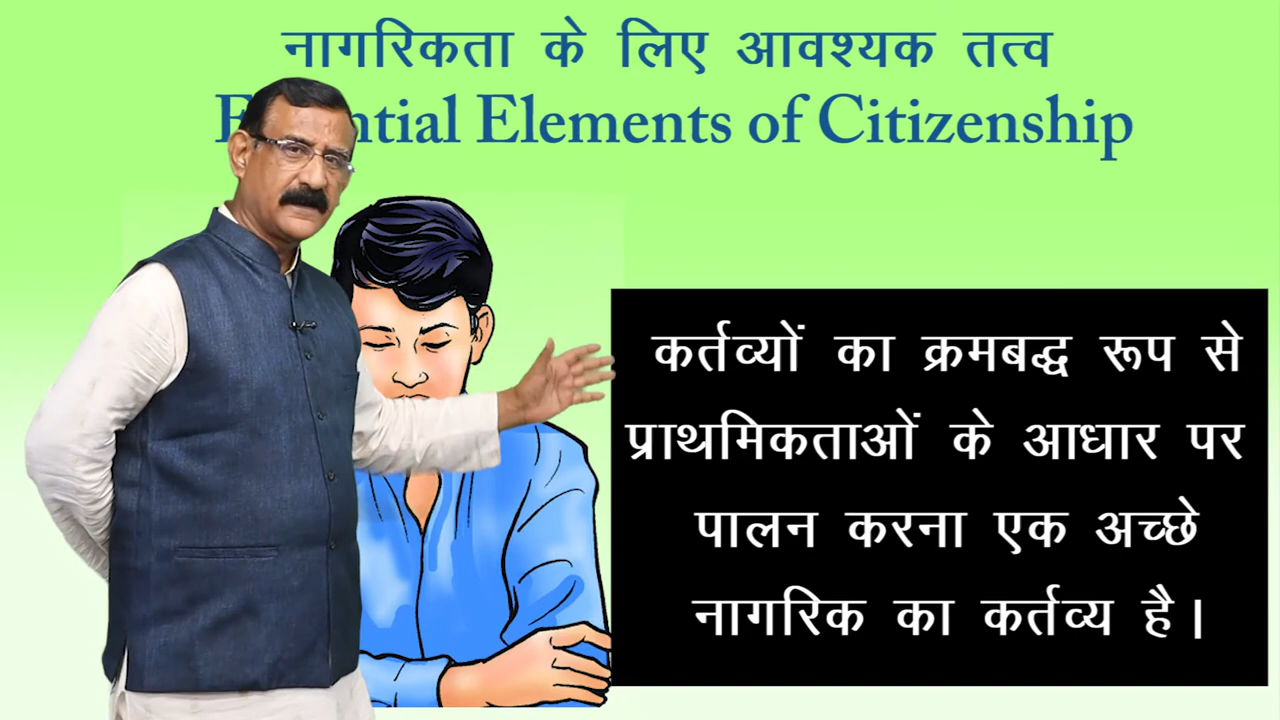 नागरिकता के लिए आवश्यक तत्व
Elements of Citizenship
कर्तव्यों का क्रमबद्ध रूप से
प्राथमिकताओं के आधार पर
पालन करना एक अच्छे
नागरिक का कर्तव्य है।